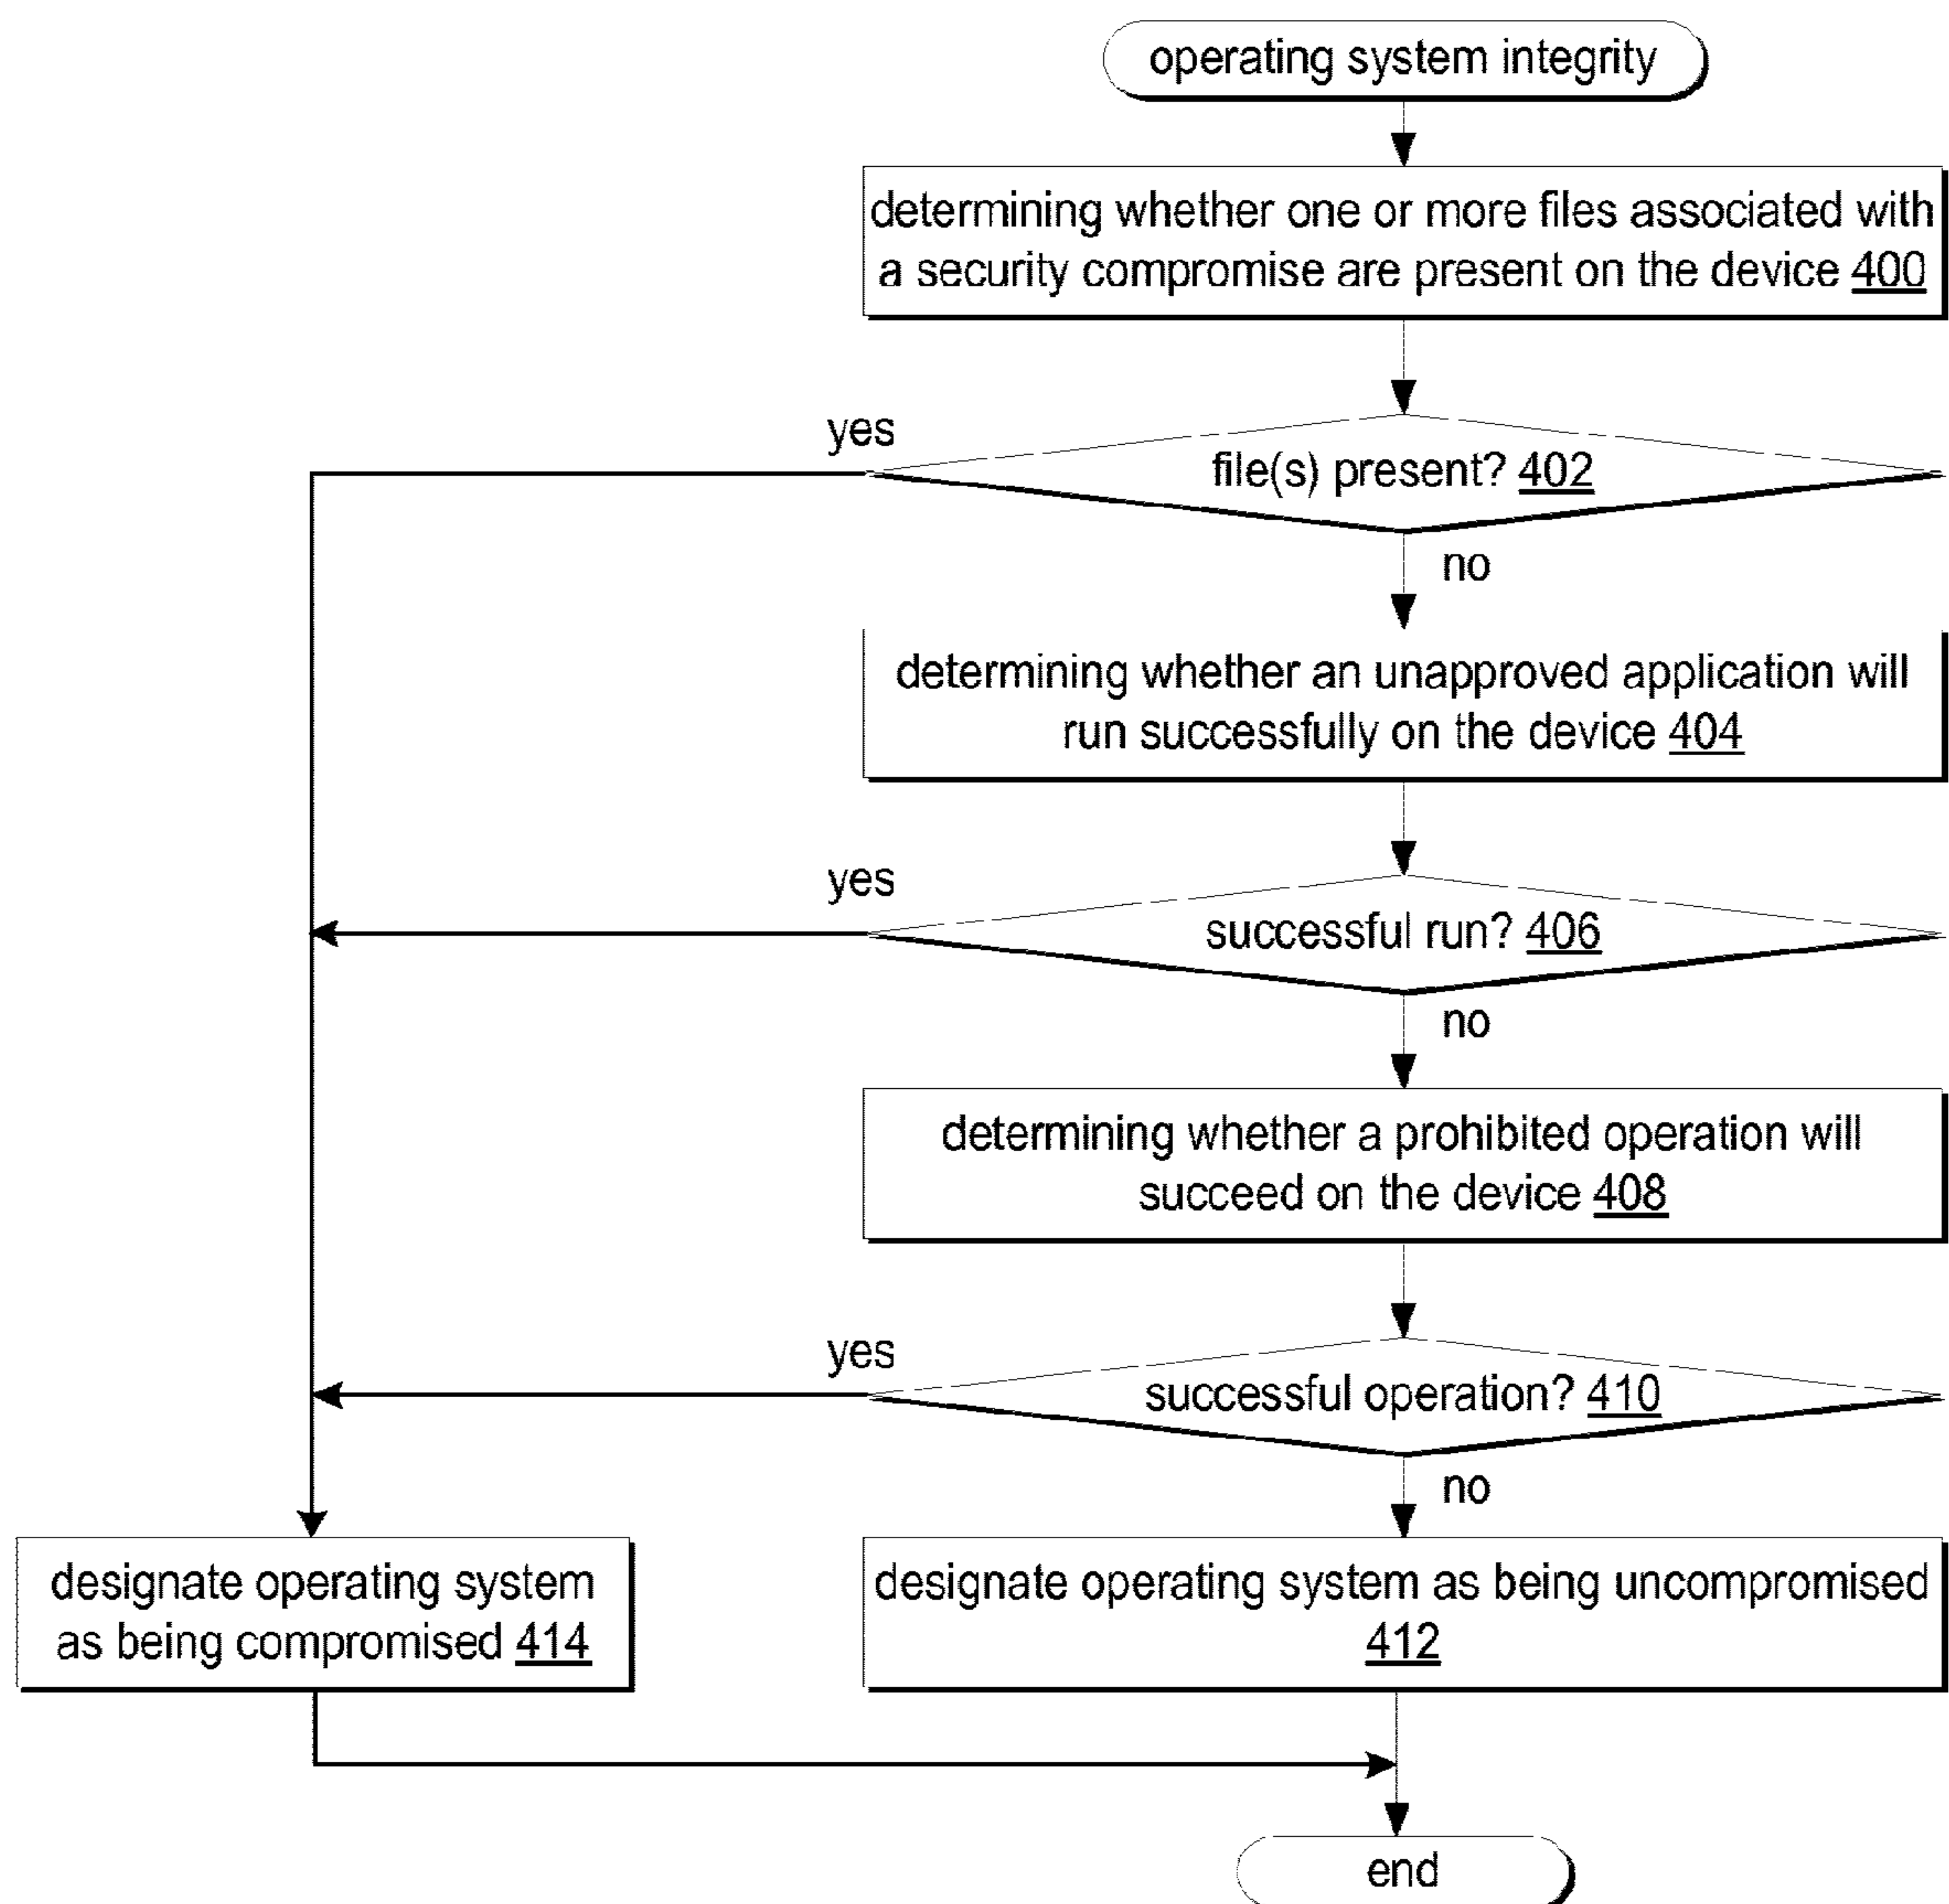 operating system integrity
determining whether one or more files associated with
a security compromise are present on the device 400
yes
file(s) present? 402
no
determining whether an unapproved application will
run successfully on the device 404
yes
successful run? 406
no
determining whether a prohibited operation will
succeed on the device 408
yes
successful operation? 410
no
designate operating system
as being compromised 414
designate operating system as being uncompromised
412
end